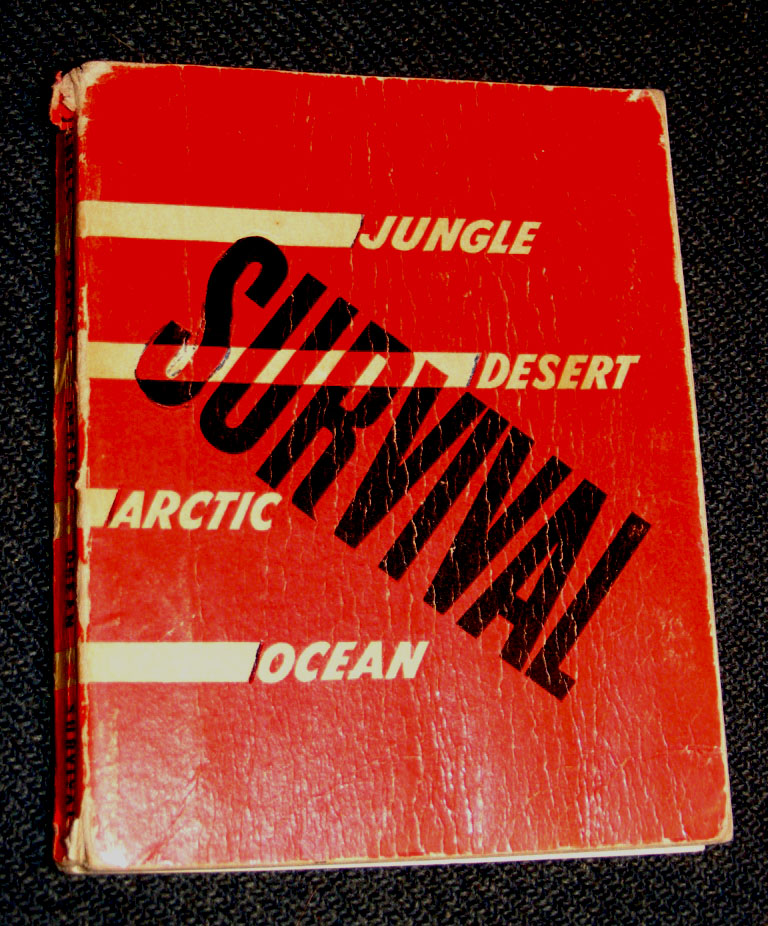 JUNGLE
SURVIVAL
DESERT
ARCTIC
OCEAN